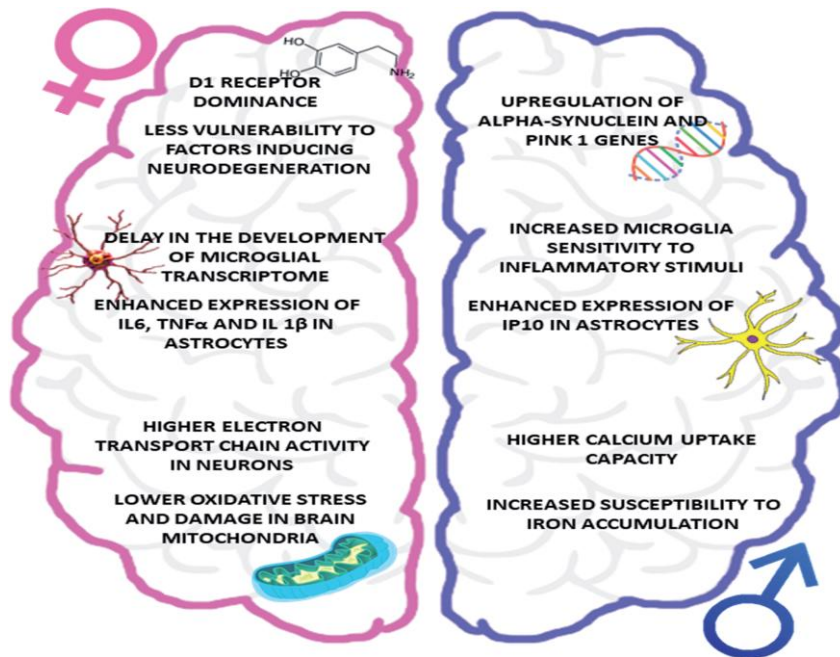 HO
HO
NH₂
D1 RECEPTOR
DOMINANCE
LESS VULNERABILITY TO
FACTORS INDUCING
NEURODEGENERATION
DELAY IN THE DEVELOPMENT
OF MICROGLIAL
TRANSCRIPTOME
ENHANCED EXPRESSION OF
IL6, TNFα AND IL 1β IN
ASTROCYTES
HIGHER ELECTRON
TRANSPORT CHAIN ACTIVITY
IN NEURONS
LOWER OXIDATIVE STRESS
AND DAMAGE IN BRAIN
MITOCHONDRIA
UPREGULATION OF
ALPHA-SYNUCLEIN AND
PINK 1 GENES
INCREASED MICROGLIA
SENSITIVITY TO
INFLAMMATORY STIMULI
ENHANCED EXPRESSION OF
IP10 IN ASTROCYTES
HIGHER CALCIUM UPTAKE
CAPACITY
INCREASED SUSCEPTIBILITY TO
IRON ACCUMULATION